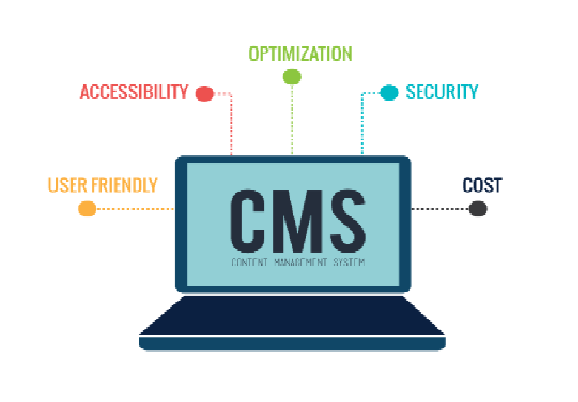 OPTIMIZATION
ACCESSIBILITY
SECURITY
USER FRIENDLY
COST
CMS
CONTENT MANAGEMENT SYSTEM